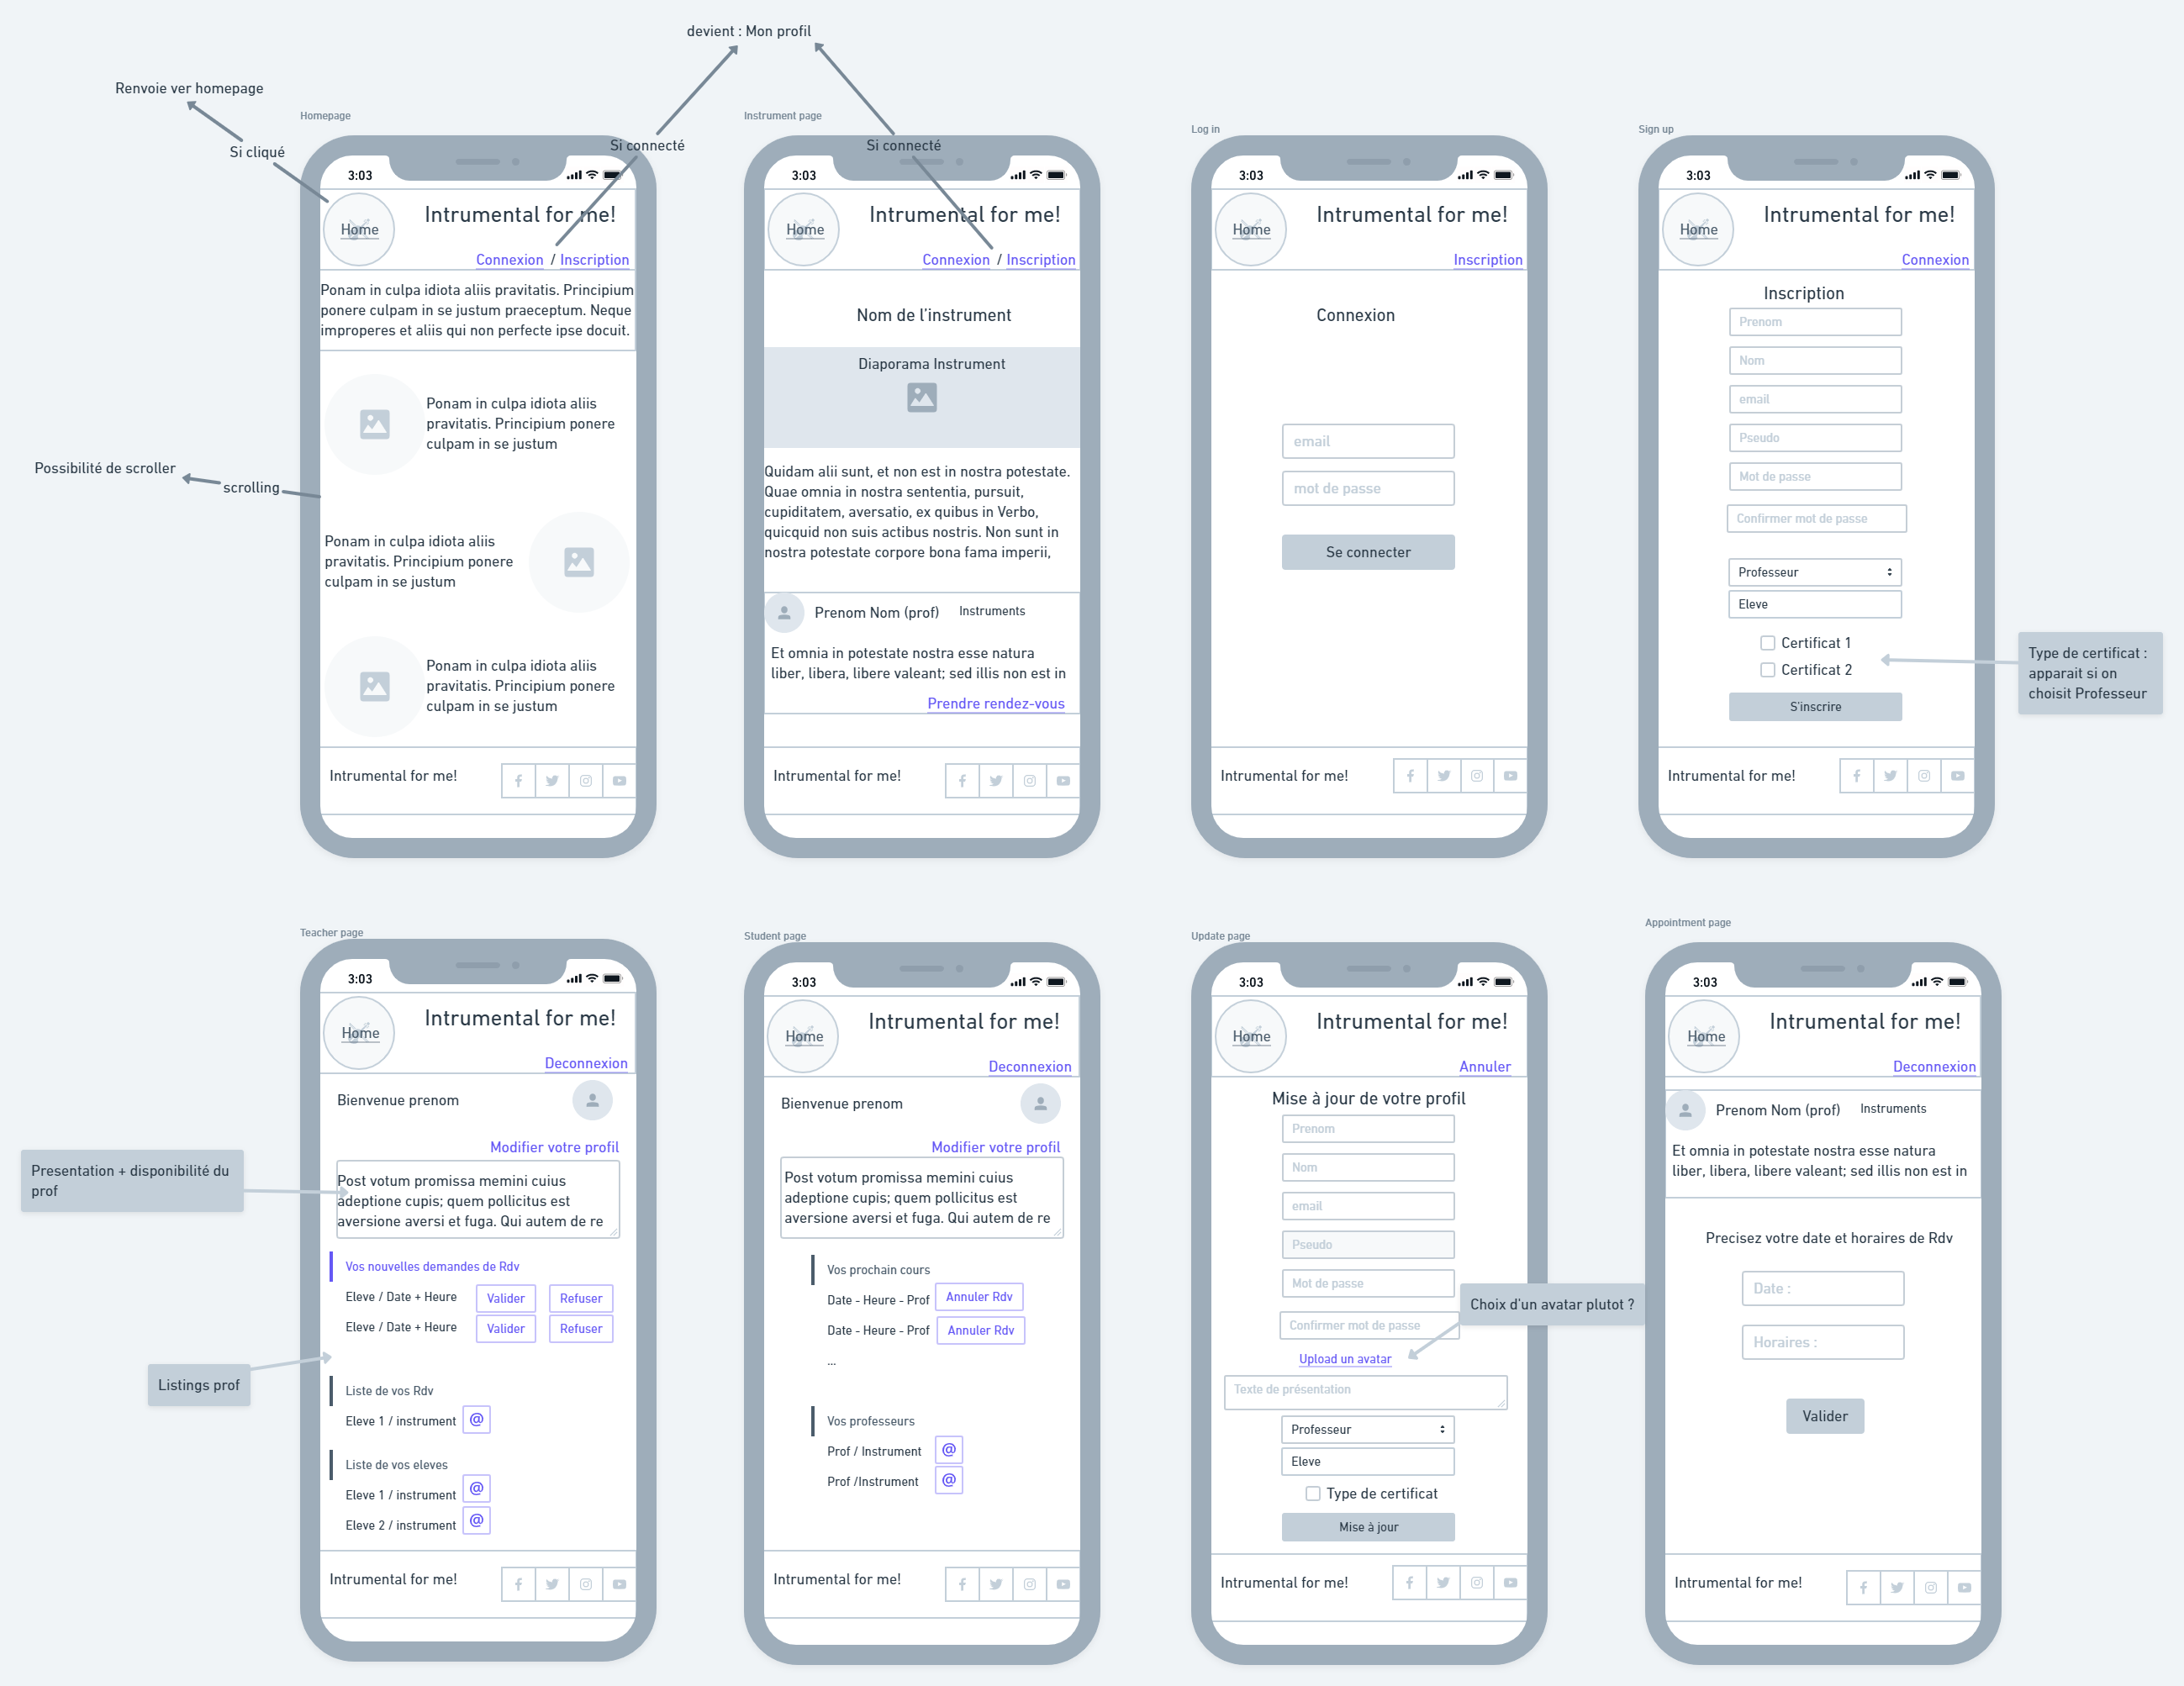 devient : Mon profil
Renvoie ver homepage
Si cliqué
Si connecté
Si connecté
Possibilité de scroller
scrolling
Homepage
3:03
Home
Intrumental for me!
Connexion / Inscription
Ponam in culpa idiota aliis pravitatis. Principium
ponere culpam in se justum praeceptum. Neque
improperes et aliis qui non perfecte ipse docuit.
Ponam in culpa idiota aliis
pravitatis. Principium ponere
culpam in se justum
Ponam in culpa idiota aliis
pravitatis. Principium ponere
culpam in se justum
Ponam in culpa idiota aliis
pravitatis. Principium ponere
culpam in se justum
Intrumental for me!
Instrument page
3:03
Home
Intrumental for me!
Connexion / Inscription
Nom de l'instrument
Diaporama Instrument
Quidam alii sunt, et non est in nostra potestate.
Quae omnia in nostra sententia, pursuit,
cupiditatem, aversatio, ex quibus in Verbo,
quicquid non suis actibus nostris. Non sunt in
nostra potestate corpore bona fama imperii,
Prenom Nom (prof) Instruments
Et omnia in potestate nostra esse natura
liber, libera, libere valeant; sed illis non est in
Prendre rendez-vous
Intrumental for me!
Log in
3:03
Home
Intrumental for me!
Inscription
Connexion
email
mot de passe
Se connecter
Intrumental for me!
Sign up
3:03
Home
Intrumental for me!
Connexion
Inscription
Prenom
Nom
email
Pseudo
Mot de passe
Confirmer mot de passe
Professeur
Eleve
Certificat 1
Certificat 2
S'inscrire
Intrumental for me!
Type de certificat :
apparait si on
choisit Professeur
Teacher page
3:03
Home
Intrumental for me!
Deconnexion
Bienvenue prenom
Modifier votre profil
Post votum promissa memini cuius
adeptione cupis; quem pollicitus est
aversione aversi et fuga. Qui autem de re
Vos nouvelles demandes de Rdv
Eleve / Date + Heure Valider Refuser
Eleve / Date + Heure Valider Refuser
Liste de vos Rdv
Eleve 1 / instrument @
Liste de vos eleves
Eleve 1 / instrument @
Eleve 2 / instrument @
Intrumental for me!
Presentation + disponibilité du
prof
Listings prof
Student page
3:03
Home
Intrumental for me!
Deconnexion
Bienvenue prenom
Modifier votre profil
Post votum promissa memini cuius
adeptione cupis; quem pollicitus est
aversione aversi et fuga. Qui autem de re
Vos prochain cours
Date - Heure - Prof Annuler Rdv
Date - Heure - Prof Annuler Rdv
...
Vos professeurs
Prof / Instrument @
Prof /Instrument @
Intrumental for me!
Update page
3:03
Home
Intrumental for me!
Annuler
Mise à jour de votre profil
Prenom
Nom
email
Pseudo
Mot de passe
Confirmer mot de passe
Upload un avatar
Texte de présentation
Professeur
Eleve
Type de certificat
Mise à jour
Intrumental for me!
Choix d'un avatar plutot ?
Appointment page
3:03
Home
Intrumental for me!
Deconnexion
Prenom Nom (prof) Instruments
Et omnia in potestate nostra esse natura
liber, libera, libere valeant; sed illis non est in
Precisez votre date et horaires de Rdv
Date :
Horaires :
Valider
Intrumental for me!